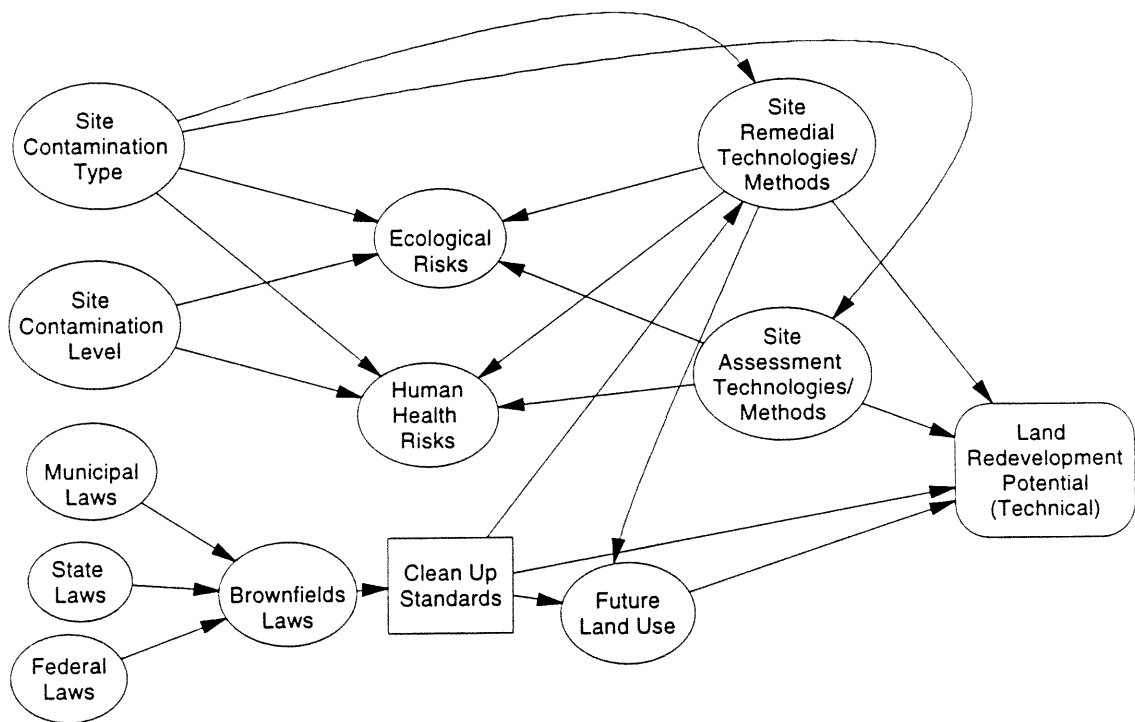 Site
Contamination
Type
Site
Remedial
Technologies/
Methods
Ecological
Risks
Site
Contamination
Level
Site
Assessment
Technologies/
Methods
Human
Health
Risks
Land
Redevelopment
Potential
(Technical)
Municipal
Laws
State
Laws
Brownfields
Laws
Clean Up
Standards
Future
Land Use
Federal
Laws